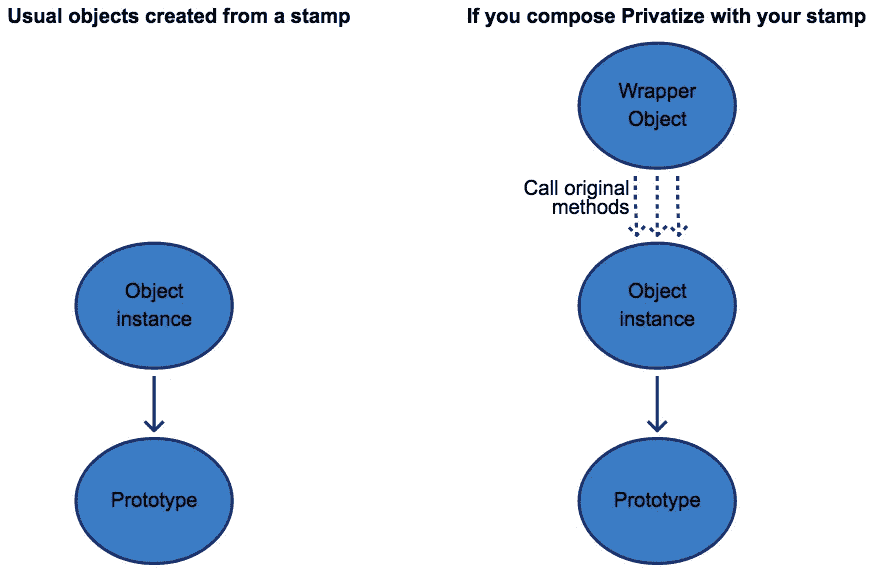 Usual objects created from a stamp
If you compose Privatize with your stamp
Wrapper
Object
Call original
methods
Object
instance
Object
instance
Prototype
Prototype